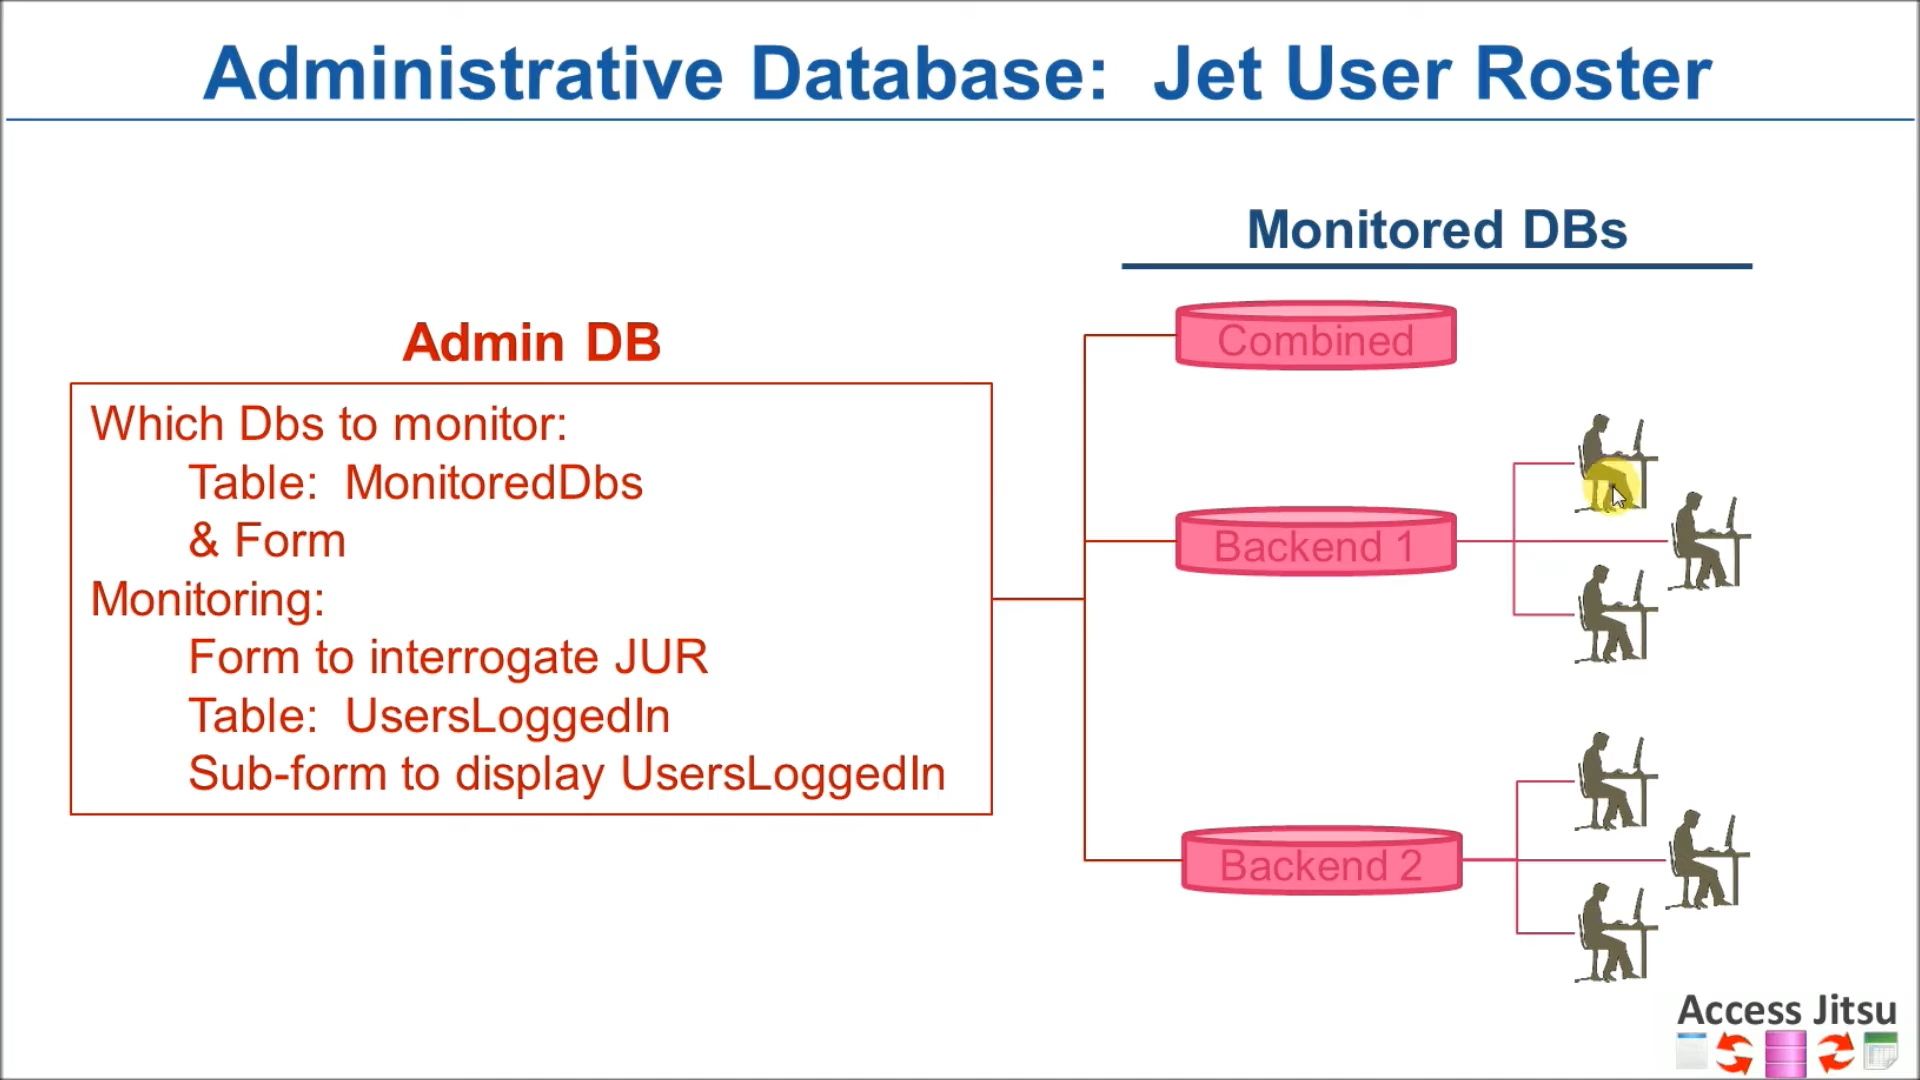 Administrative Database:  Jet User Roster
Monitored DBs
Admin DB
Which Dbs to monitor:
Table:  MonitoredDbs
& Form
Monitoring:
Form to interrogate JUR
Table:  UsersLoggedIn
Sub-form to display UsersLoggedIn
Combined
Backend 1
Backend 2
Access Jitsu